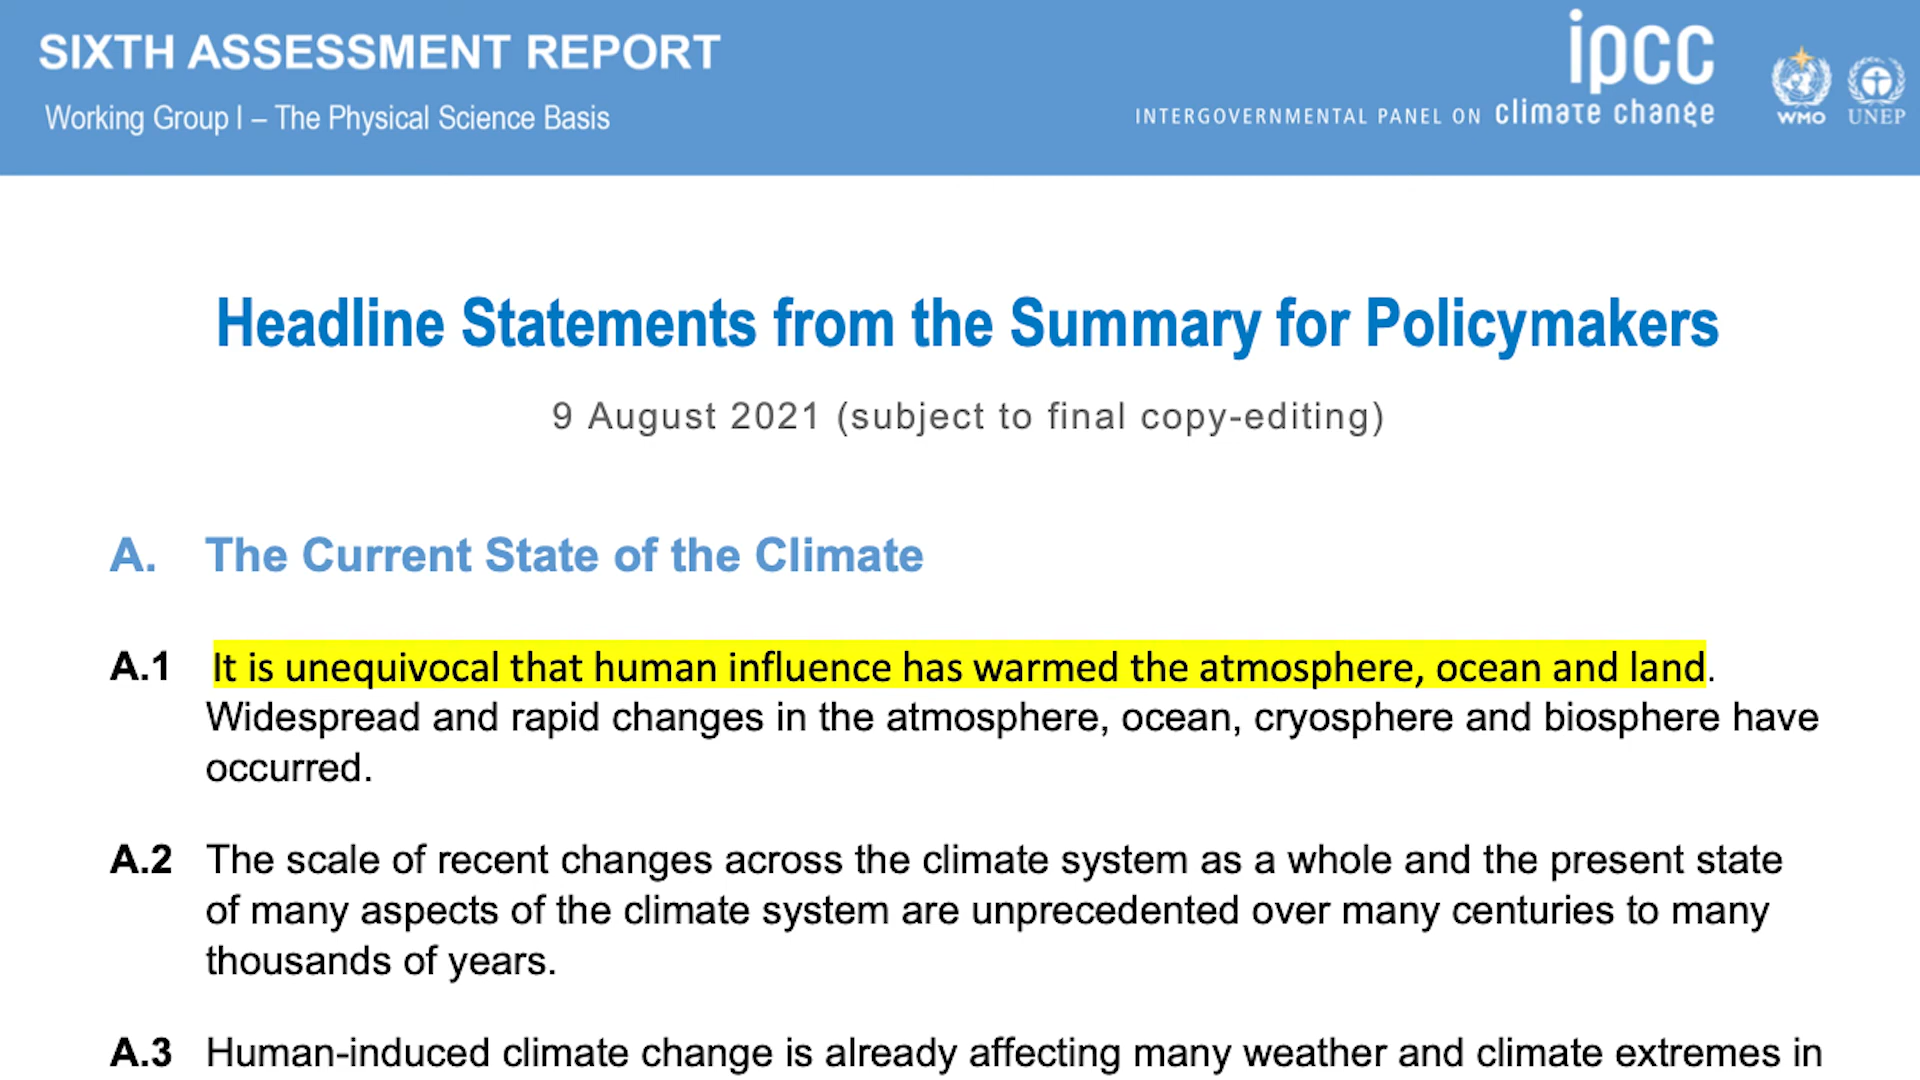 SIXTH ASSESSMENT REPORT
Working Group I – The Physical Science Basis
ipcc
INTERGOVERNMENTAL PANEL ON climate change
WMO
UNEP
Headline Statements from the Summary for Policymakers
9 August 2021 (subject to final copy-editing)
A. The Current State of the Climate
A.1 It is unequivocal that human influence has warmed the atmosphere, ocean and land.
Widespread and rapid changes in the atmosphere, ocean, cryosphere and biosphere have
occurred.
A.2 The scale of recent changes across the climate system as a whole and the present state
of many aspects of the climate system are unprecedented over many centuries to many
thousands of years.
A.3 Human-induced climate change is already affecting many weather and climate extremes in